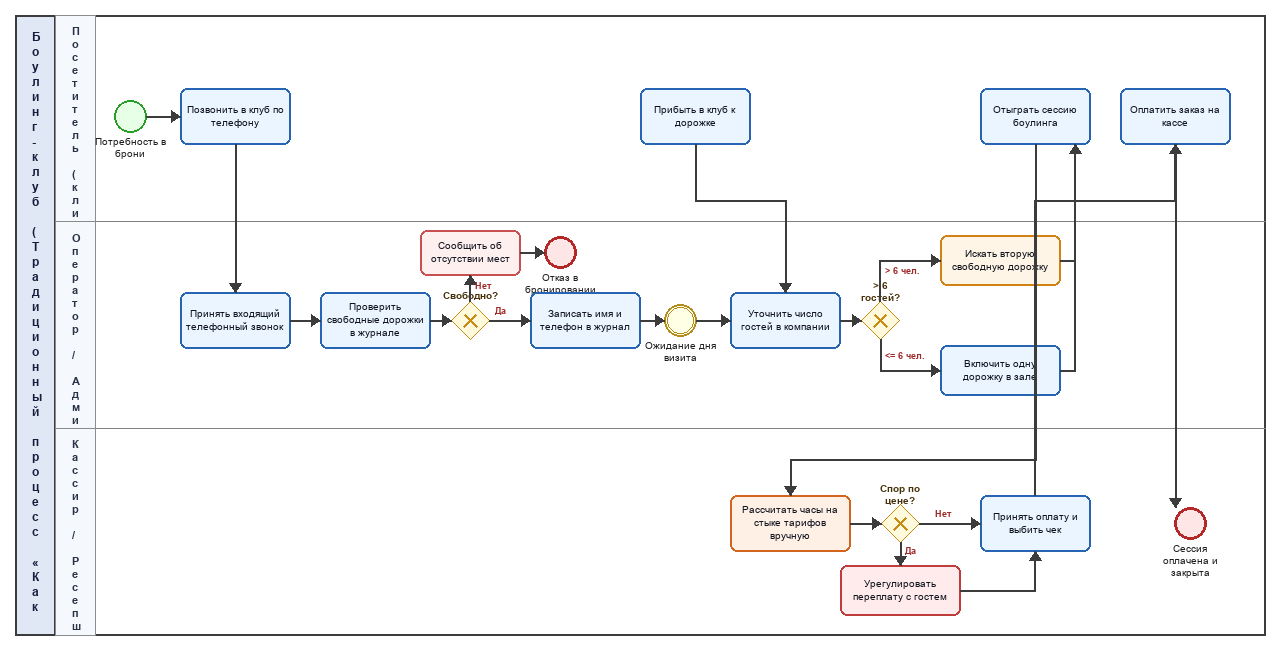 Боулинг-клуб (Традиционный процесс «Как
Посетитель (кли
Позвонить в клуб по
телефону
Потребность в
брони
Прибыть в клуб к
дорожке
Отыграть сессию
боулинга
Оплатить заказ на
кассе
Оператор / Адми
Сообщить об
отсутствии мест
Отказ в
бронировании
Нет
Свободно?
Да
Принять входящий
телефонный звонок
Проверить
свободные дорожки
в журнале
Записать имя и
телефон в журнал
Ожидание дня
визита
Уточнить число
гостей в компании
> 6
гостей?
> 6 чел.
<= 6 чел.
Искать вторую
свободную дорожку
Включить одну
дорожку в зале
Кассир / Ресепш
Рассчитать часы на
стыке тарифов
вручную
Спор по
цене?
Нет
Да
Принять оплату и
выбить чек
Урегулировать
переплату с гостем
Сессия
оплачена и
закрыта